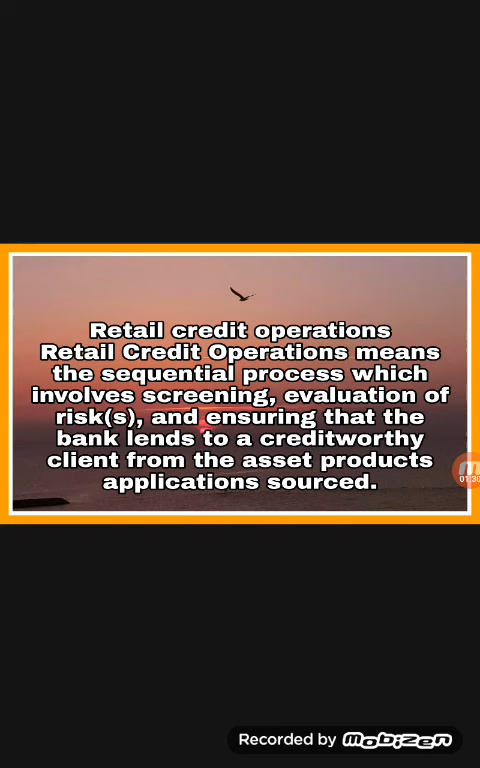 Retail credit operations
Retail Credit Operations means
the sequential process which
involves screening, evaluation of
risk(s), and ensuring that the
bank lends to a creditworthy
client from the asset products
applications sourced.
Recorded by Mobizen